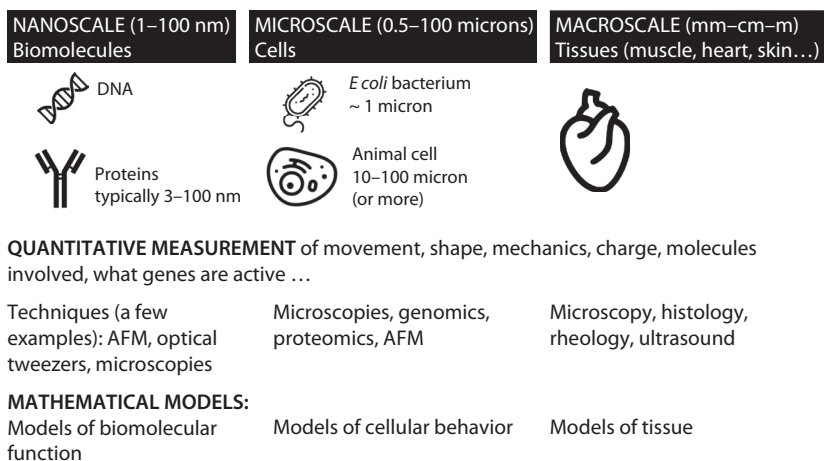 NANOSCALE (1–100 nm)
Biomolecules
MICROSCALE (0.5–100 microns)
Cells
MACROSCALE (mm–cm–m)
Tissues (muscle, heart, skin…)
DNA
Proteins
typically 3–100 nm
E coli bacterium
~ 1 micron
Animal cell
10–100 micron
(or more)
QUANTITATIVE MEASUREMENT of movement, shape, mechanics, charge, molecules
involved, what genes are active …
Techniques (a few
examples): AFM, optical
tweezers, microscopies
Microscopies, genomics,
proteomics, AFM
Microscopy, histology,
rheology, ultrasound
MATHEMATICAL MODELS:
Models of biomolecular
function
Models of cellular behavior
Models of tissue